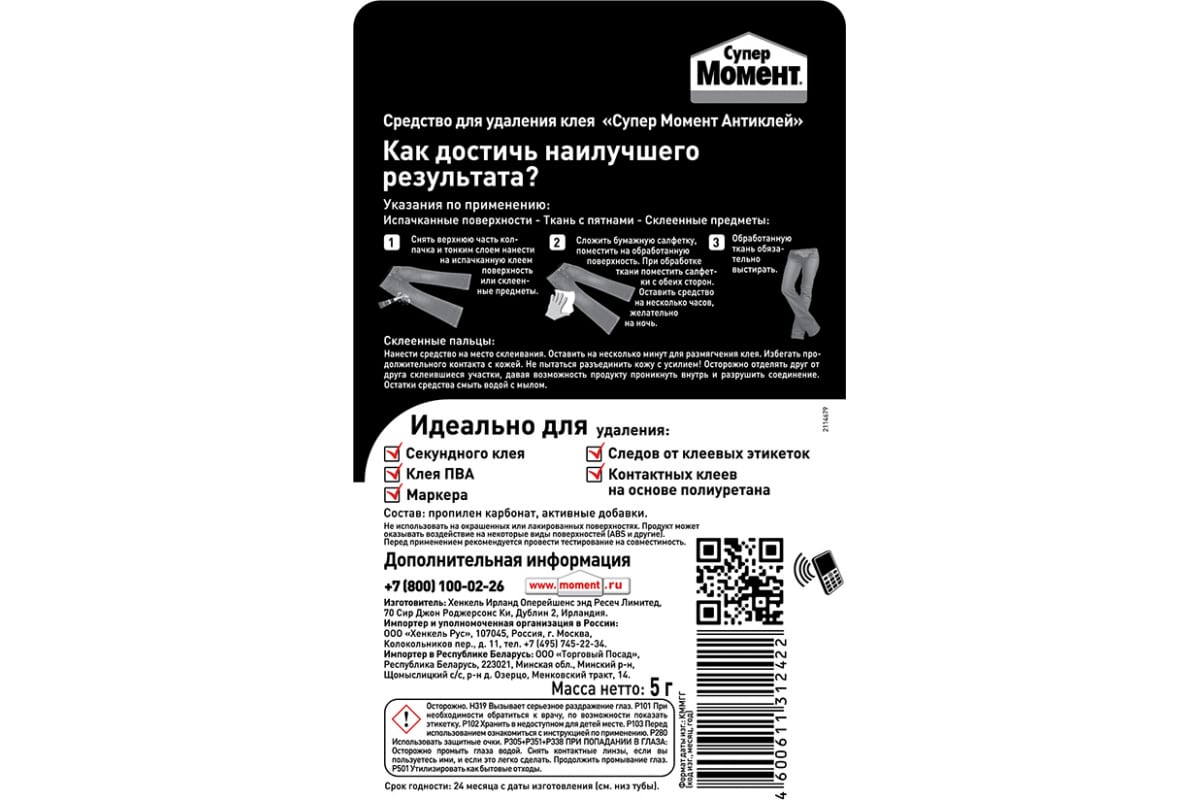 Супер
Момент®
Средство для удаления клея «Супер Момент Антиклей»
Как достичь наилучшего
результата?
Указания по применению:
Испачканные поверхности - Ткань с пятнами - Склеенные предметы:
1
Снять верхнюю часть кол-
пачка и тонким слоем нанести
на испачканную клеем
поверхность
или склеен-
ные предметы.
2
Сложить бумажную салфетку,
поместить на обработанную
поверхность. При обработке
ткани поместить салфет-
ки с обеих сторон.
Оставить средство
на несколько часов,
желательно
на ночь.
3
Обработанную
ткань обяза-
тельно
выстирать.
Склеенные пальцы:
Нанести средство на место склеивания. Оставить на несколько минут для размягчения клея. Избегать про-
должительного контакта с кожей. Не пытаться разъединить кожу с усилием! Осторожно отделять друг от
друга склеившиеся участки, давая возможность продукту проникнуть внутрь и разрушить соединение.
Остатки средства смыть водой с мылом.
2114679
Идеально для удаления:
Секундного клея
Клея ПВА
Маркера
Следов от клеевых этикеток
Контактных клеев
на основе полиуретана
Состав: пропилен карбонат, активные добавки.
Не использовать на окрашенных или лакированных поверхностях. Продукт может
оказывать воздействие на некоторые виды поверхностей (ABS и другие).
Перед применением рекомендуется провести тестирование на совместимость.
Дополнительная информация
+7 (800) 100-02-26
www.moment.ru
Изготовитель: Хенкель Ирланд Оперейшенс энд Ресеч Лимитед,
70 Сир Джон Роджерсонс Ки, Дублин 2, Ирландия.
Импортер и уполномоченная организация в России:
ООО «Хенкель Рус», 107045, Россия, г. Москва,
Колокольников пер., д. 11, тел. +7 (495) 745-22-34.
Импортер в Республике Беларусь: ООО «Торговый Посад»,
Республика Беларусь, 223021, Минская обл., Минский р-н,
Щомыслицкий с/с, р-н д. Озерцо, Менковский тракт, 14.
Масса нетто: 5 г
Осторожно. H319 Вызывает серьезное раздражение глаз. P101 При
необходимости обратиться к врачу, по возможности показать
этикетку. P102 Хранить в недоступном для детей месте. P103 Перед
использованием ознакомиться с инструкцией по применению. P280
Использовать защитные очки. P305+P351+P338 ПРИ ПОПАДАНИИ В ГЛАЗА:
Осторожно промыть глаза водой. Снять контактные линзы, если вы
пользуетесь ими, и если это легко сделать. Продолжить промывание глаз.
P501 Утилизировать как бытовые отходы.
Срок годности: 24 месяца с даты изготовления (см. низ тубы).
Формат даты изг.: КММГГ
(код изг., месяц, год)
4 600611 312422